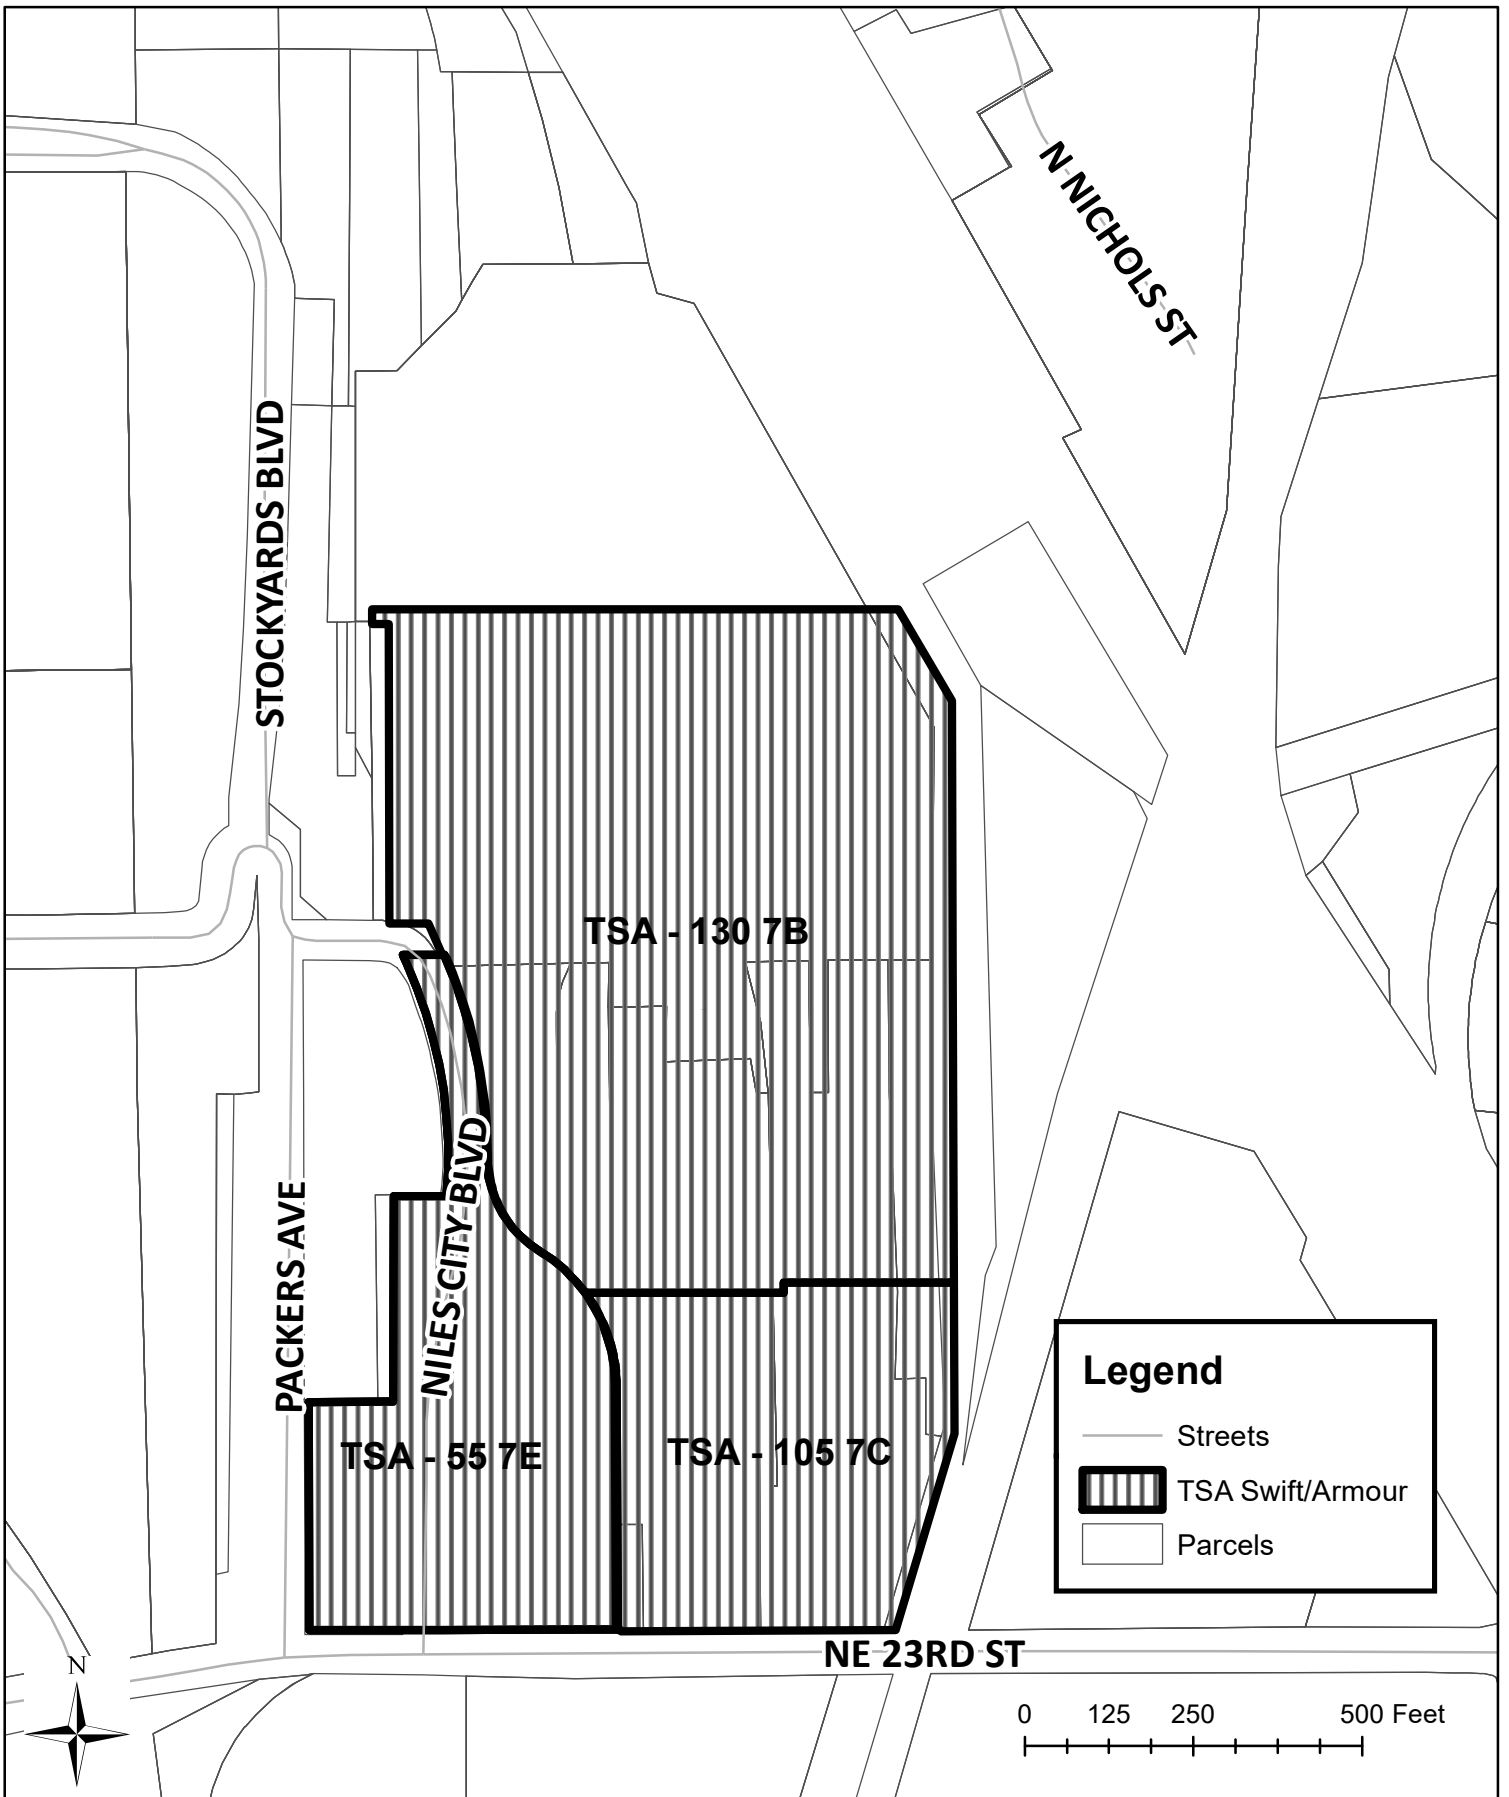 N NICHOLS ST
STOCKYARDS BLVD
TSA - 130 7B
NILES CITY BLVD
PACKERS AVE
TSA - 55 7E
TSA - 105 7C
Legend
Streets
TSA Swift/Armour
Parcels
NE 23RD ST
N
0 125 250 500 Feet